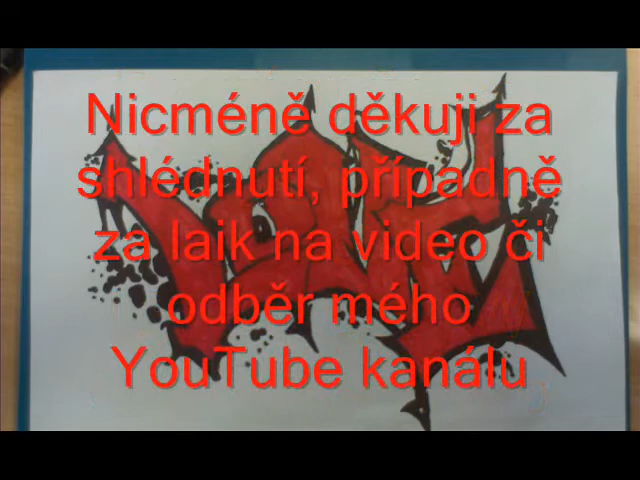 Nicméně děkuji za
shlédnutí, případně
za laik na video či
odběr mého
YouTube kanálu